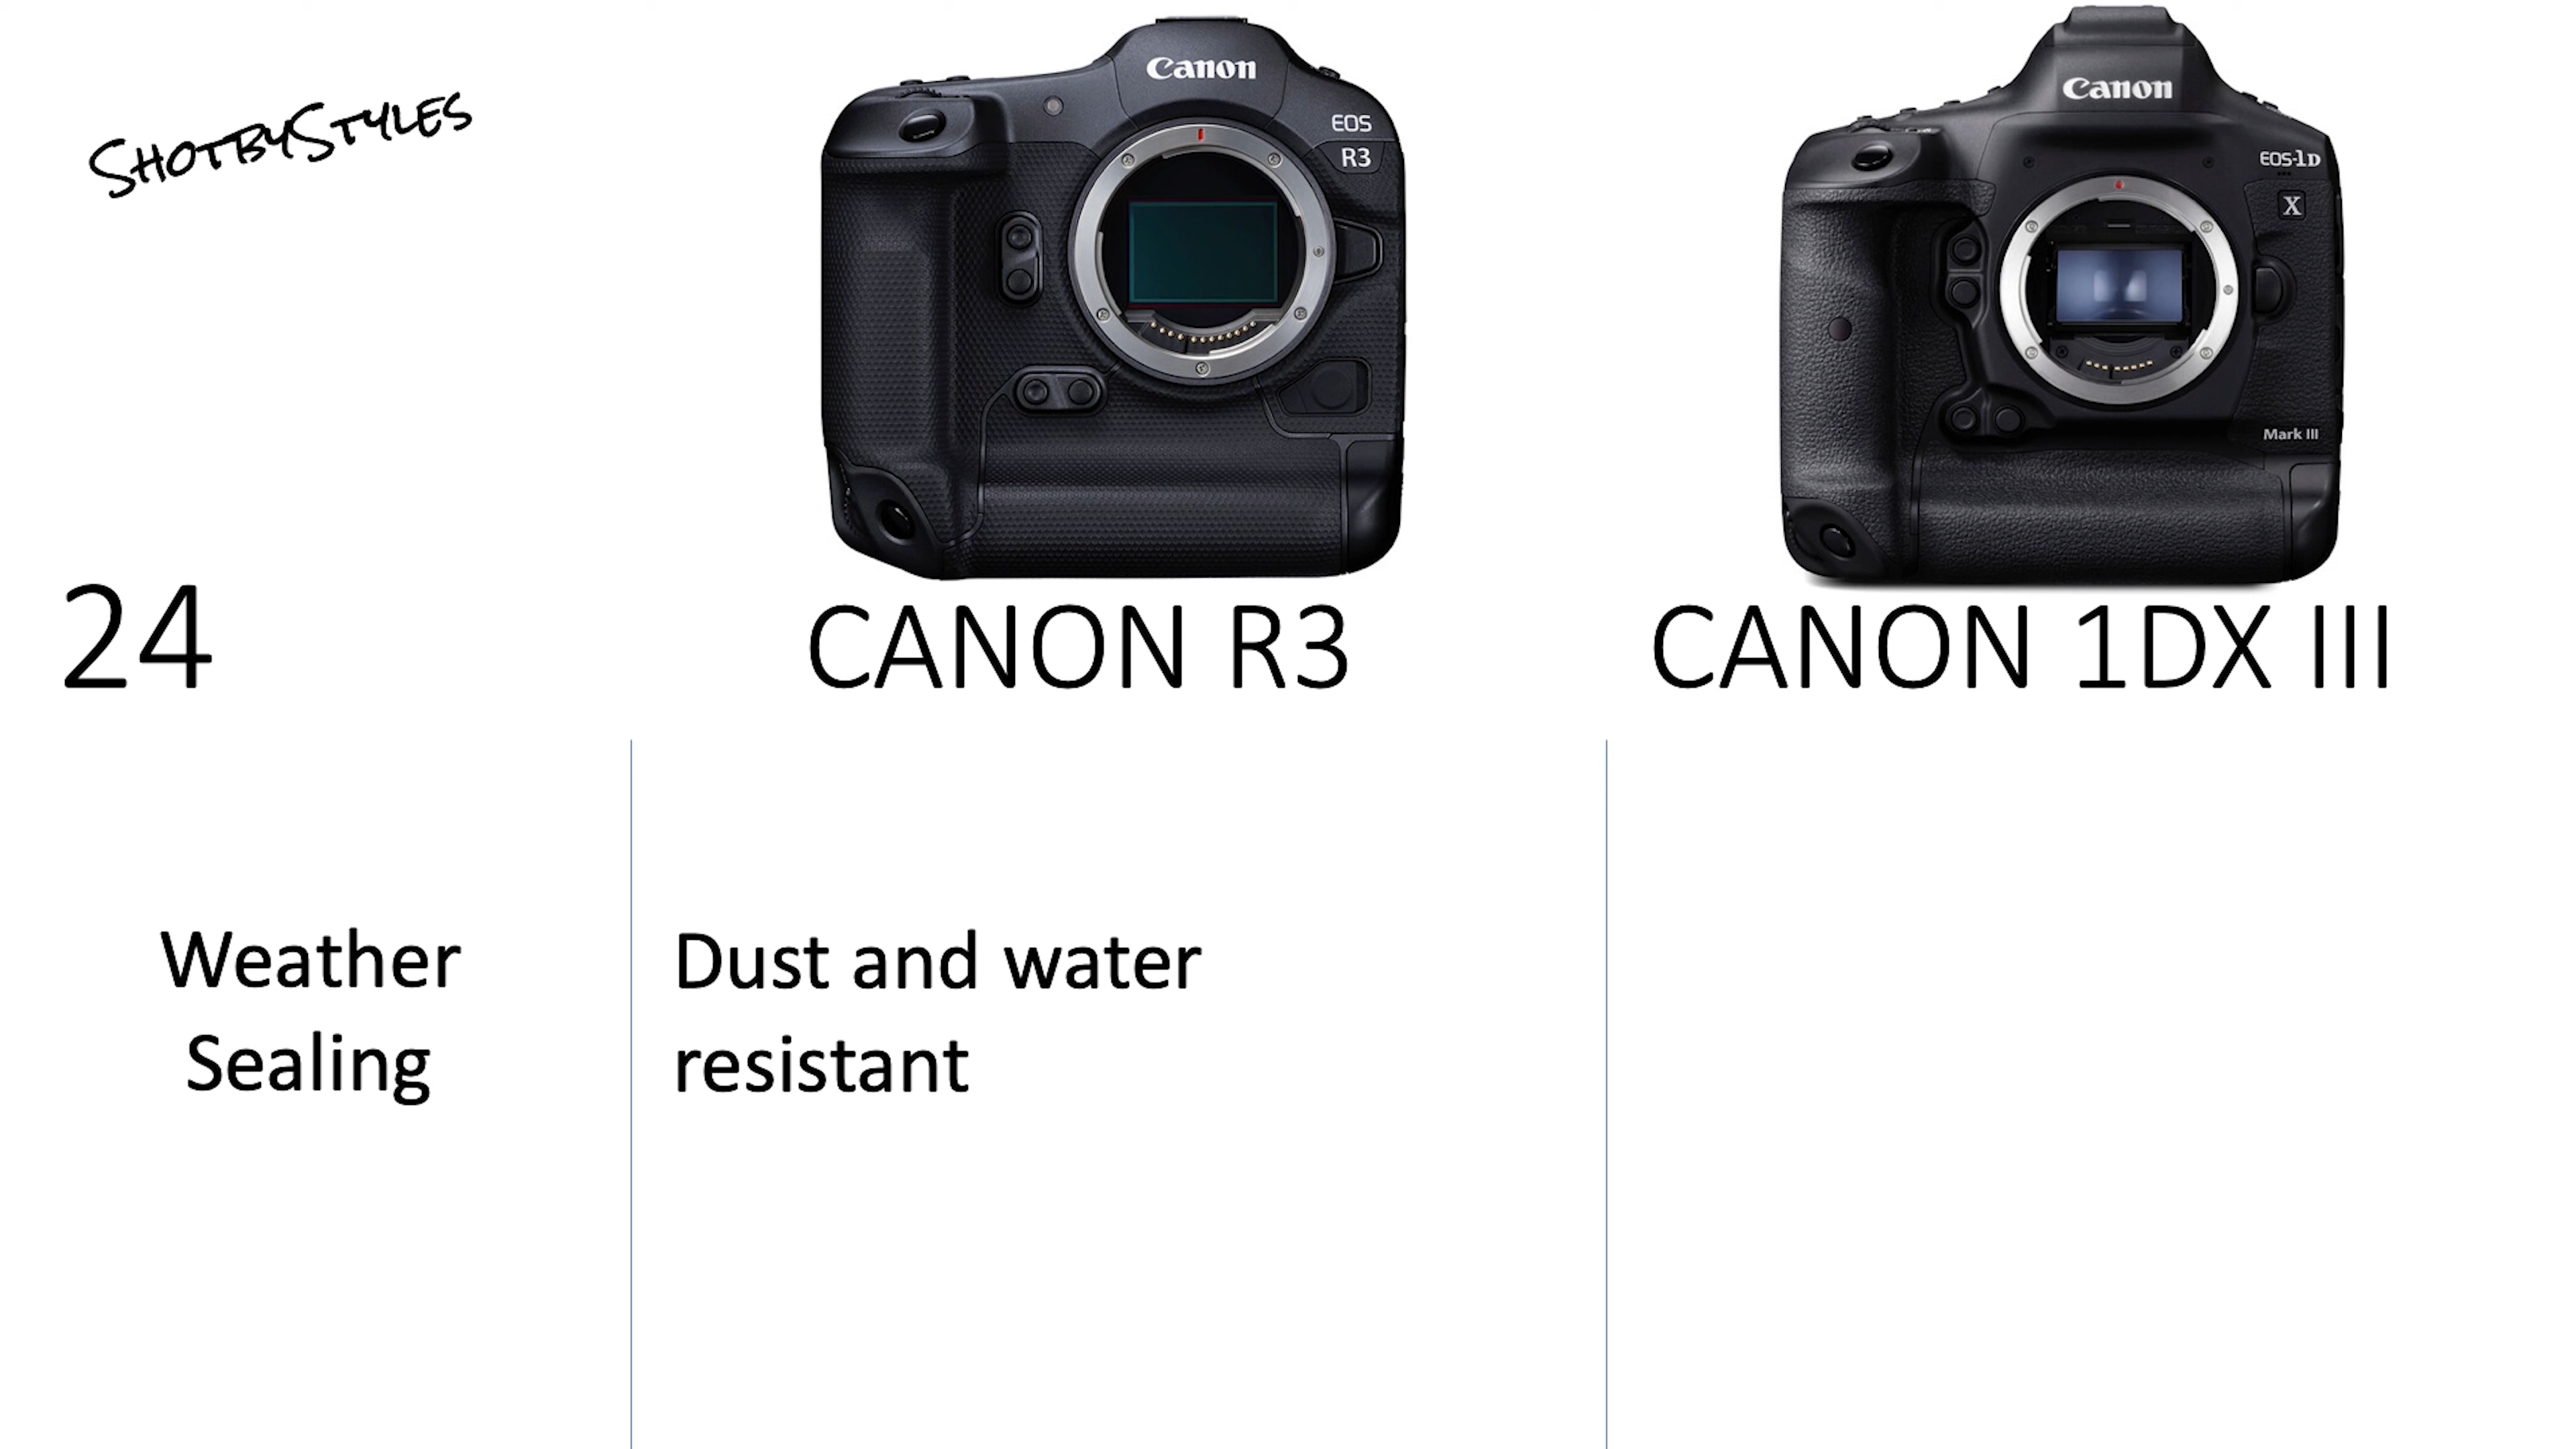 SHOTBYSTYLES
Canon
EOS
R3
Canon
EOS-1D
X
Mark III
24
CANON R3
CANON 1DX III
Weather
Sealing
Dust and water
resistant